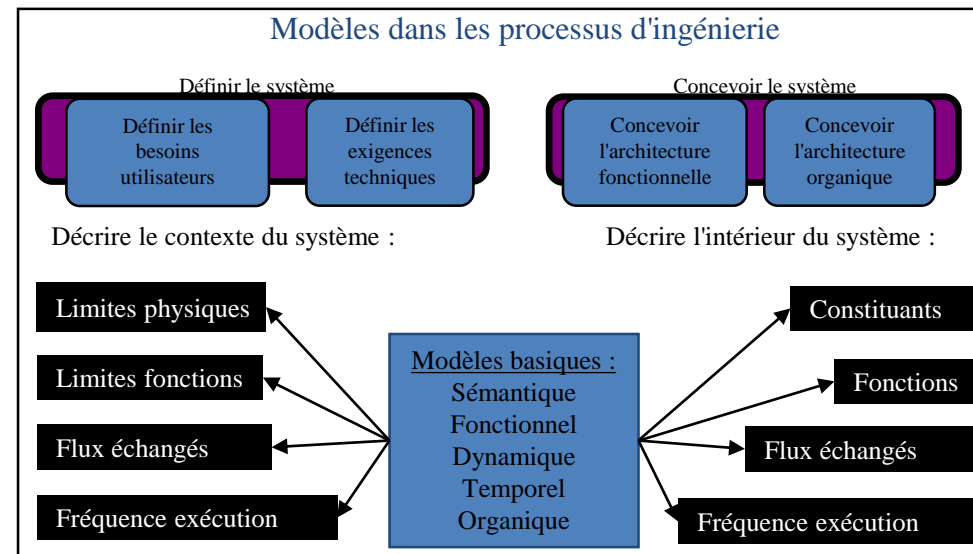 Modèles dans les processus d'ingénierie
Définir le système
Définir les
besoins
utilisateurs
Définir les
exigences
techniques
Concevoir le système
Concevoir
l'architecture
fonctionnelle
Concevoir
l'architecture
organique
Décrire le contexte du système :
Décrire l'intérieur du système :
Limites physiques
Limites fonctions
Flux échangés
Fréquence exécution
Modèles basiques :
Sémantique
Fonctionnel
Dynamique
Temporel
Organique
Constituants
Fonctions
Flux échangés
Fréquence exécution